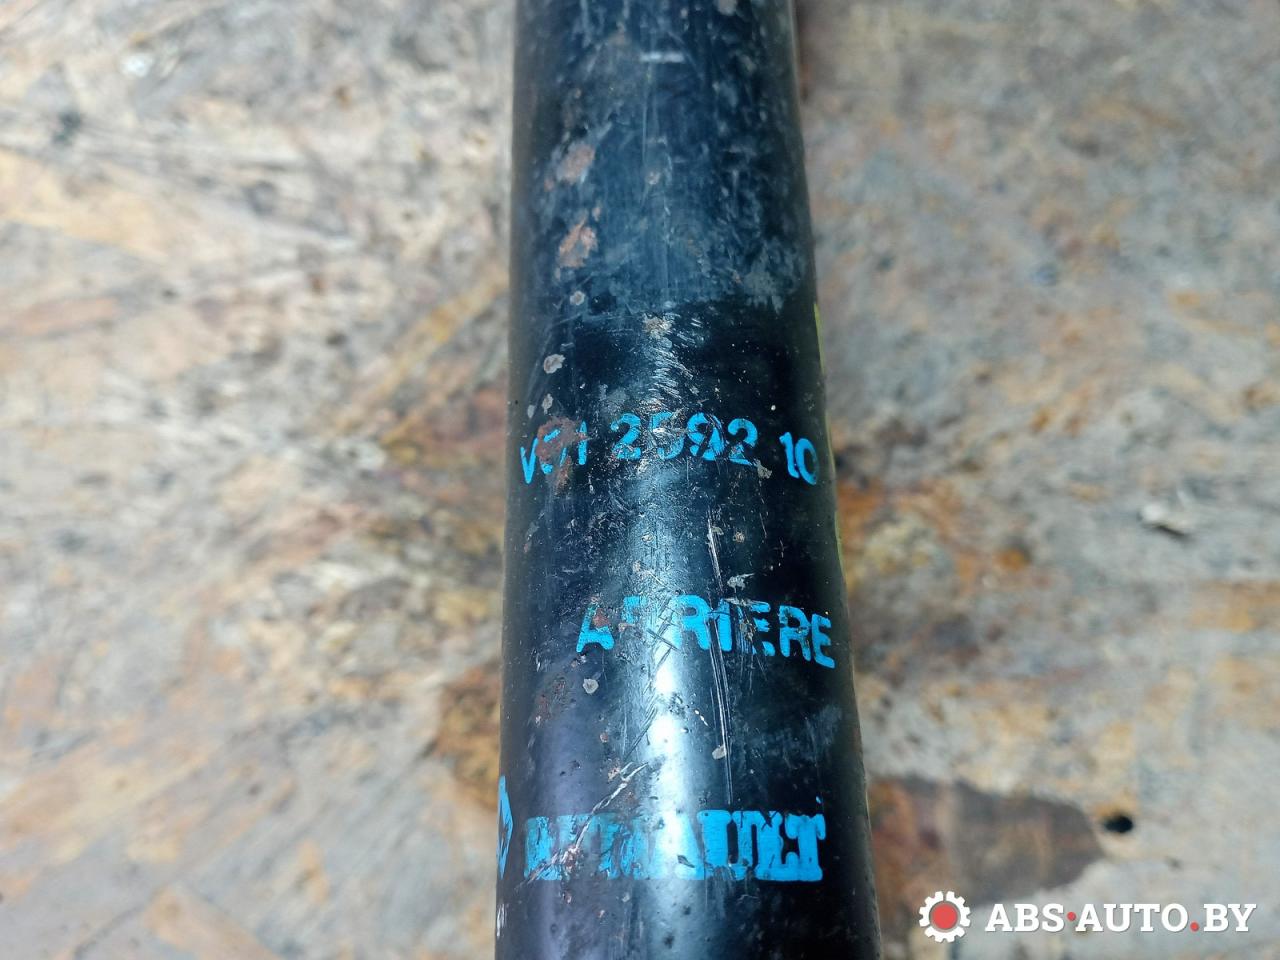 2592 10
ARRIERE
RENAULT
ABS·AUTO.BY